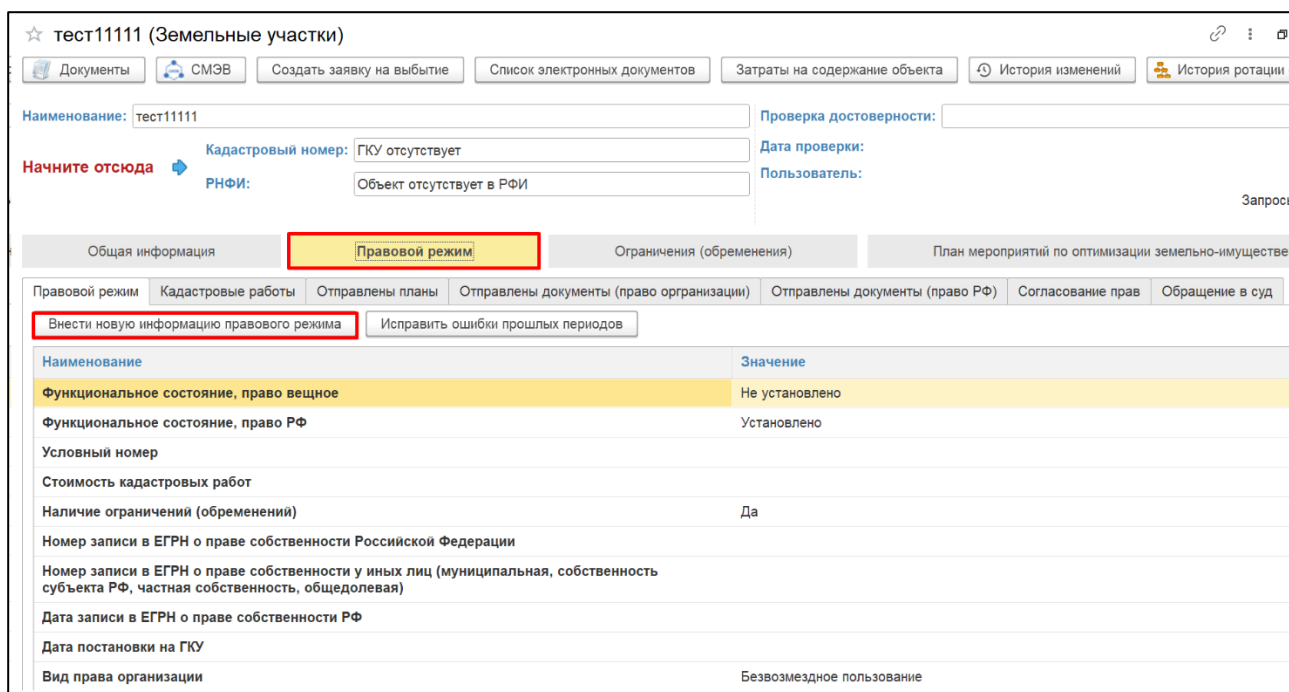 тест11111 (Земельные участки)
Документы СМЭВ Создать заявку на выбытие Список электронных документов Затраты на содержание объекта История изменений История ротации
Наименование: тест11111 Проверка достоверности:
Начните отсюда Кадастровый номер: ГКУ отсутствует Дата проверки:
РНФИ: Объект отсутствует в РФИ Пользователь:
Запросы
Общая информация Правовой режим Ограничения (обременения) План мероприятий по оптимизации земельно-имуществе
Правовой режим Кадастровые работы Отправлены планы Отправлены документы (право оргранизации) Отправлены документы (право РФ) Согласование прав Обращение в суд
Внести новую информацию правового режима Исправить ошибки прошлых периодов
Наименование Значение
Функциональное состояние, право вещное Не установлено
Функциональное состояние, право РФ Установлено
Условный номер
Стоимость кадастровых работ
Наличие ограничений (обременений) Да
Номер записи в ЕГРН о праве собственности Российской Федерации
Номер записи в ЕГРН о праве собственности у иных лиц (муниципальная, собственность
субъекта РФ, частная собственность, общедолевая)
Дата записи в ЕГРН о праве собственности РФ
Дата постановки на ГКУ
Вид права организации Безвозмездное пользование